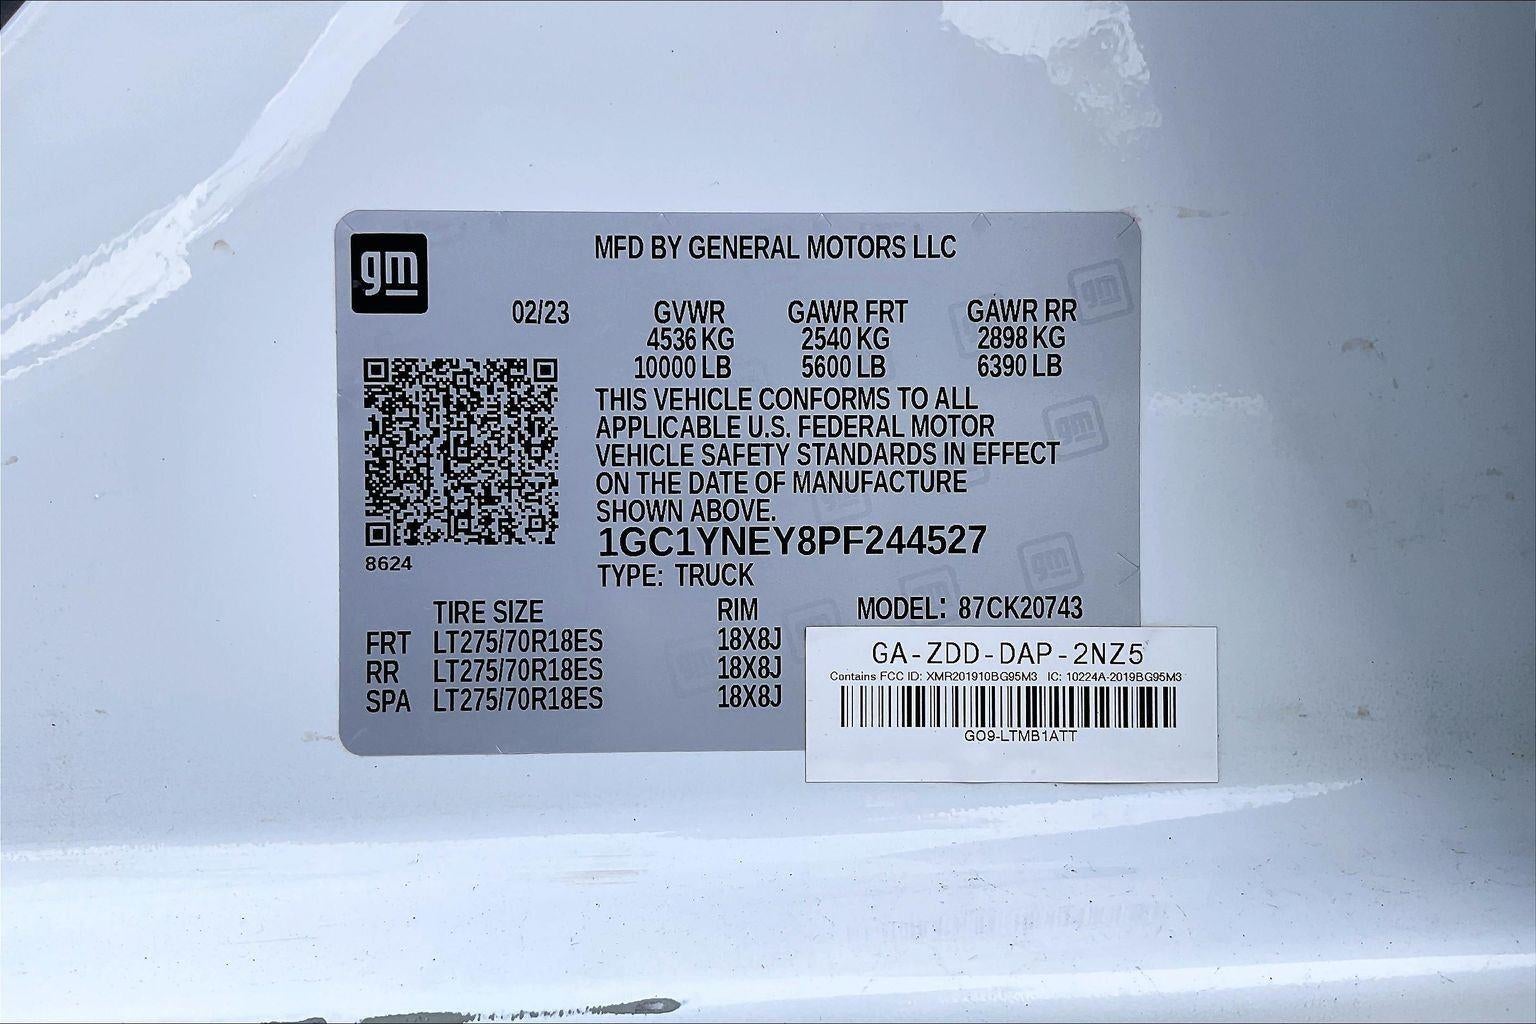 gm
MFD BY GENERAL MOTORS LLC
02/23 GVWR GAWR FRT GAWR RR
4536 KG 2540 KG 2898 KG
10000 LB 5600 LB 6390 LB
THIS VEHICLE CONFORMS TO ALL
APPLICABLE U.S. FEDERAL MOTOR
VEHICLE SAFETY STANDARDS IN EFFECT
ON THE DATE OF MANUFACTURE
SHOWN ABOVE.
1GC1YNEY8PF244527
8624
TYPE: TRUCK
TIRE SIZE RIM MODEL: 87CK20743
FRT LT275/70R18ES 18X8J
RR LT275/70R18ES 18X8J
SPA LT275/70R18ES 18X8J
GA-ZDD-DAP-2NZ5
Contains FCC ID: XMR201910BG95M3 IC: 10224A-2019BG95M3
GO9-LTMB1ATT